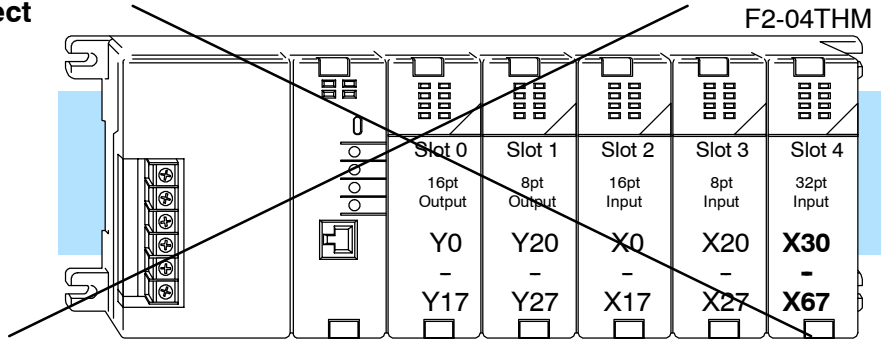 ect
F2-04THM
Slot 0 Slot 1 Slot 2 Slot 3 Slot 4
16pt 8pt 16pt 8pt 32pt
Output Output Input Input Input
Y0 Y20 X0 X20 X30
– – – – -
Y17 Y27 X17 X27 X67